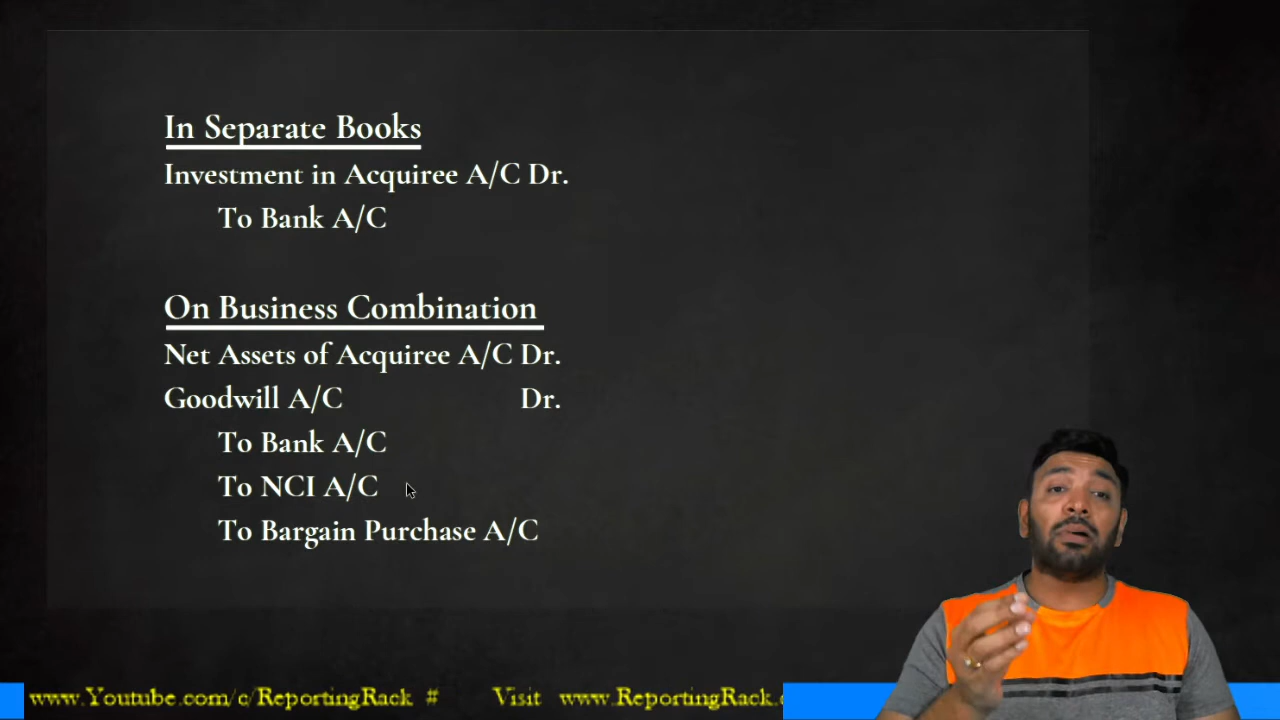 In Separate Books
Investment in Acquiree A/C Dr.
To Bank A/C
On Business Combination
Net Assets of Acquiree A/C Dr.
Goodwill A/C Dr.
To Bank A/C
To NCI A/C
To Bargain Purchase A/C
www.Youtube.com/c/ReportingRack # Visit www.ReportingRack.